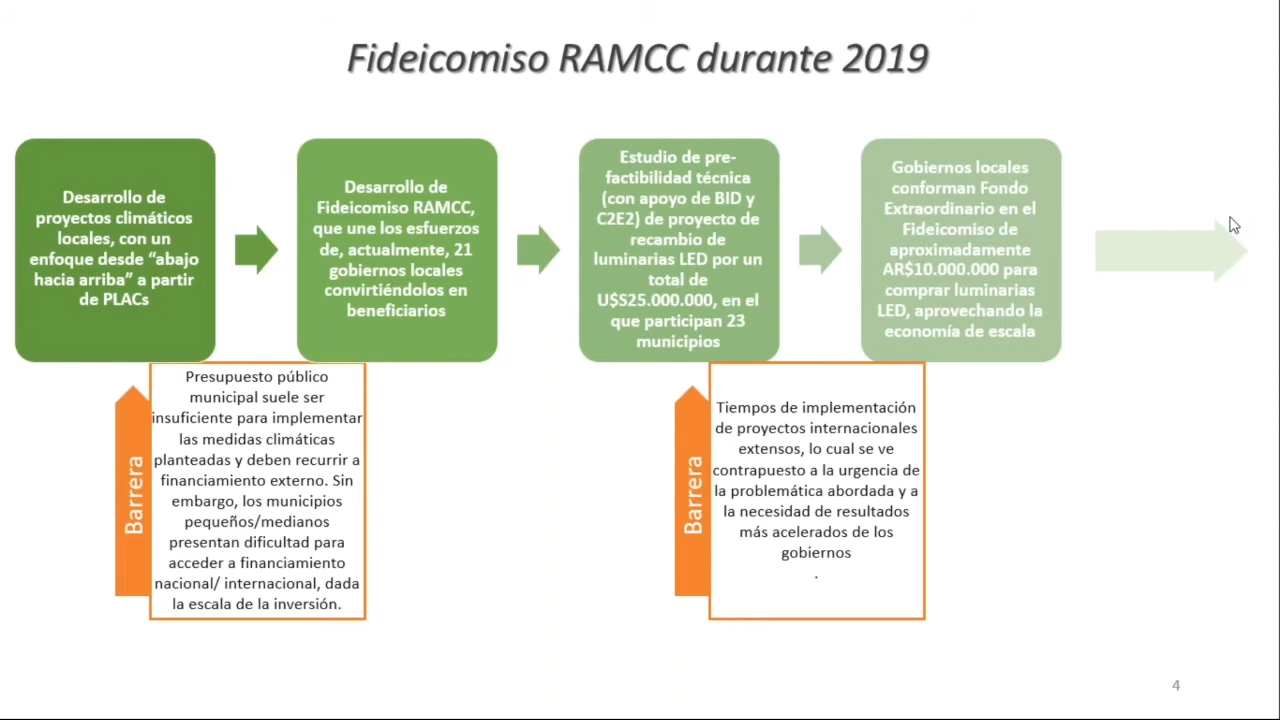 Fideicomiso RAMCC durante 2019
Desarrollo de
proyectos climáticos
locales, con un
enfoque desde “abajo
hacia arriba” a partir
de PLACs
Desarrollo de
Fideicomiso RAMCC,
que une los esfuerzos
de, actualmente, 21
gobiernos locales
convirtiéndolos en
beneficiarios
Estudio de pre-
factibilidad técnica
(con apoyo de BID y
C2E2) de proyecto de
recambio de
luminarias LED por un
total de
U$S25.000.000, en el
que participan 23
municipios
Gobiernos locales
conforman Fondo
Extraordinario en el
Fideicomiso de
aproximadamente
AR$10.000.000 para
comprar luminarias
LED, aprovechando la
economía de escala
Barrera
Presupuesto público
municipal suele ser
insuficiente para implementar
las medidas climáticas
planteadas y deben recurrir a
financiamiento externo. Sin
embargo, los municipios
pequeños/medianos
presentan dificultad para
acceder a financiamiento
nacional/ internacional, dada
la escala de la inversión.
Barrera
Tiempos de implementación
de proyectos internacionales
extensos, lo cual se ve
contrapuesto a la urgencia de
la problemática abordada y a
la necesidad de resultados
más acelerados de los
gobiernos
.
4